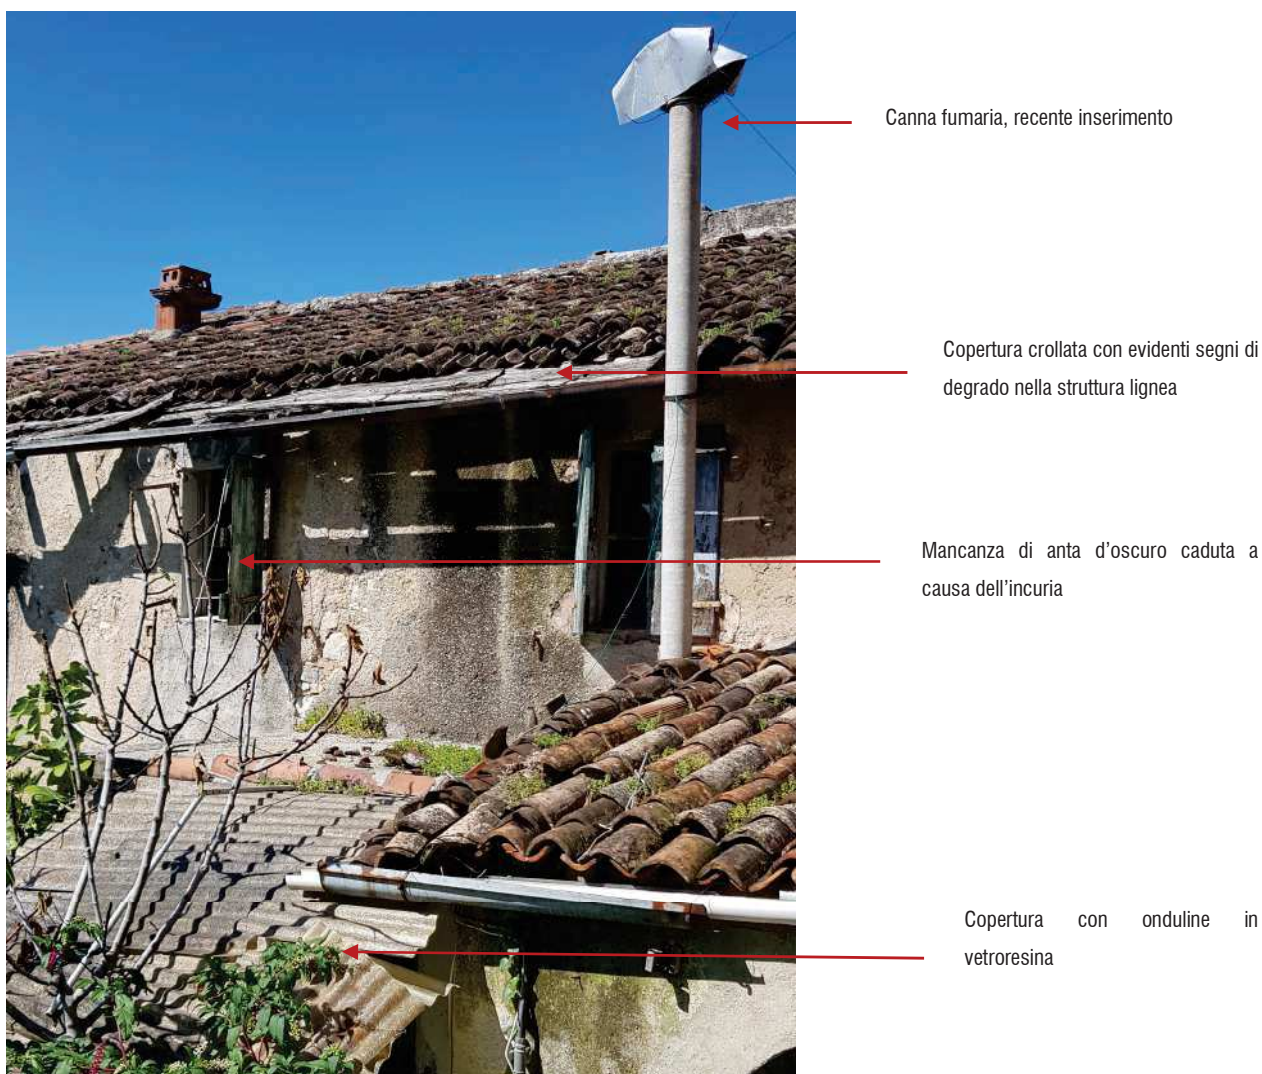 Canna fumaria, recente inserimento
Copertura crollata con evidenti segni di
degrado nella struttura lignea
Mancanza di anta d’oscuro caduta a
causa dell’incuria
Copertura con onduline in
vetroresina